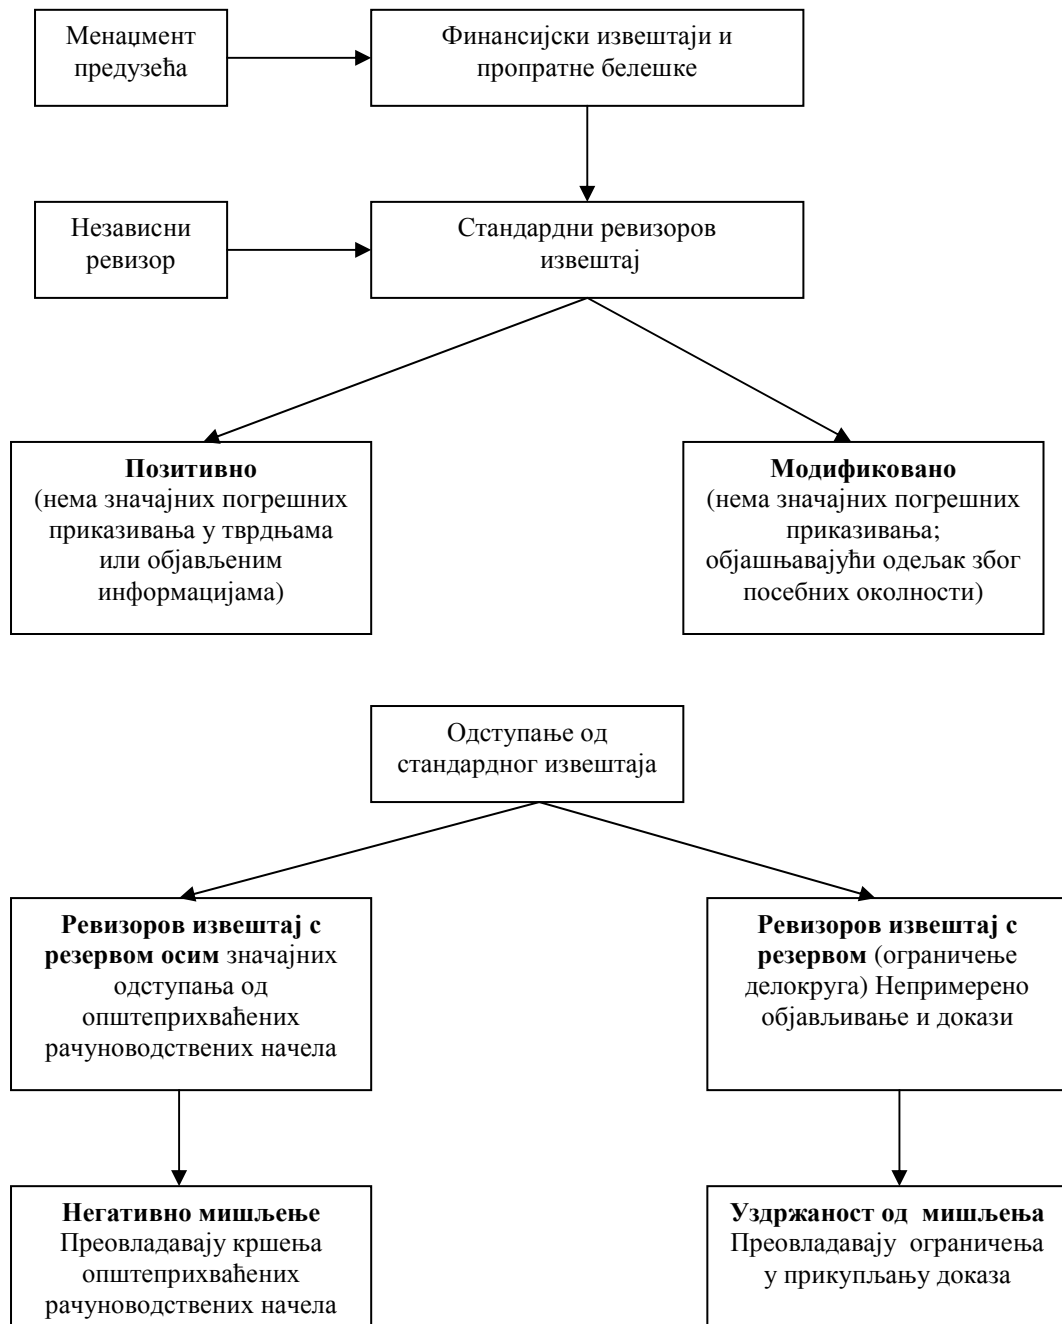 Менаџмент
предузећа
Финансијски извештаји и
пропратне белешке
Независни
ревизор
Стандардни ревизоров
извештај
Позитивно
(нема значајних погрешних
приказивања у тврдњама
или објављеним
информацијама)
Модификовано
(нема значајних погрешних
приказивања;
објашњавајући одељак због
посебних околности)
Одступање од
стандардног извештаја
Ревизоров извештај с
резервом осим значајних
одступања од
општеприхваћених
рачуноводствених начела
Ревизоров извештај с
резервом (ограничење
делокруга) Непримерено
објављивање и докази
Негативно мишљење
Преовладавају кршења
општеприхваћених
рачуноводствених начела
Уздржаност од мишљења
Преовладавају ограничења
у прикупљању доказа